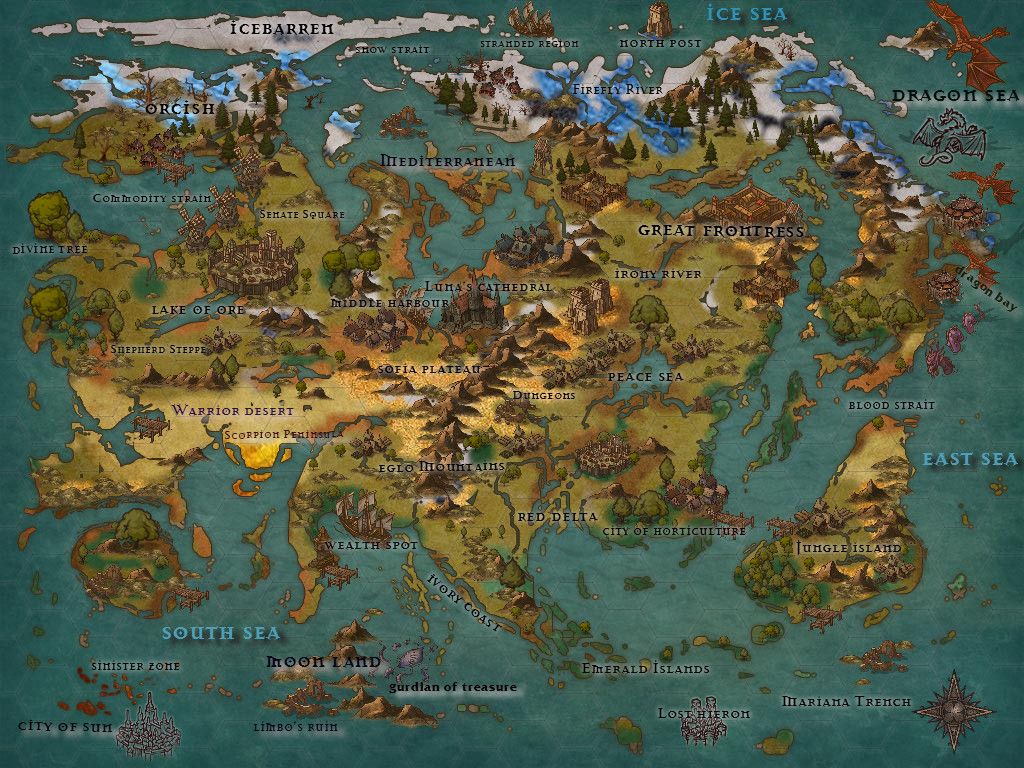 ICE SEA
ICEBARREN
SNOW STRAIT
STRANDED REGION
NORTH POST
FIREFLY RIVER
DRAGON SEA
ORCISH
MEDITERRANEAN
COMMODITY STRAIN
SENATE SQUARE
DIVINE TREE
GREAT FRONTRESS
IRONY RIVER
dragon bay
LUNA'S CATHEDRAL
MIDDLE HARBOUR
LAKE OF ORE
SHEPHERD STEPPE
SOFIA PLATEAU
PEACE SEA
DUNGEONS
BLOOD STRAIT
WARRIOR DESERT
SCORPION PENINSULA
EAST SEA
EGLO MOUNTAINS
RED DELTA
CITY OF HORTICULTURE
WEALTH SPOT
JUNGLE ISLAND
IVORY COAST
SOUTH SEA
SINISTER ZONE
MOON LAND
EMERALD ISLANDS
gurdian of treasure
MARIANA TRENCH
CITY OF SUN
LIMBO'S RUIN
LOST HIERON